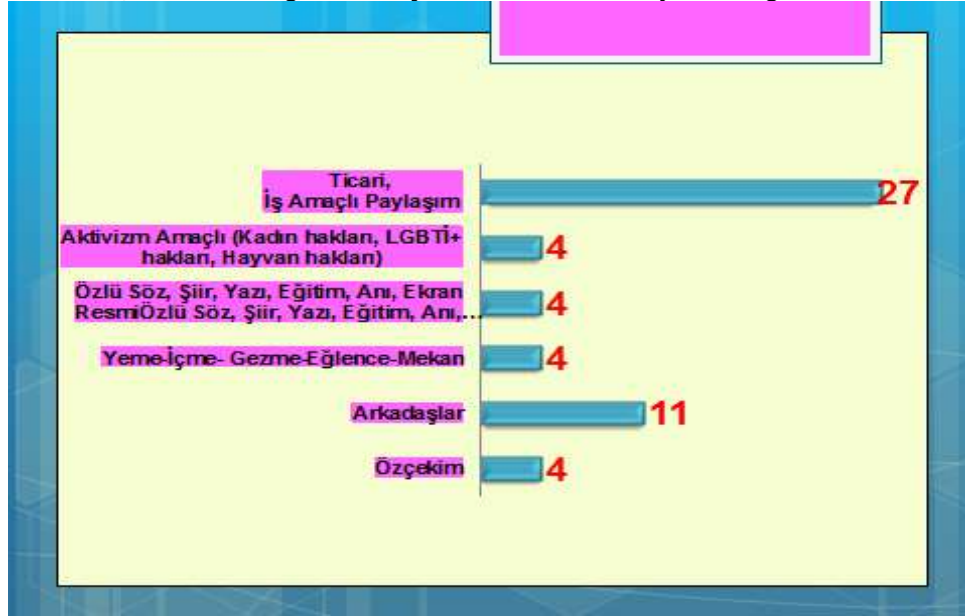 Ticari,
İş Amaçlı Paylaşım
27
Aktivizm Amaçlı (Kadın hakları, LGBTİ+
hakları, Hayvan hakları)
4
Özlü Söz, Şiir, Yazı, Eğitim, Anı, Ekran
ResmiÖzlü Söz, Şiir, Yazı, Eğitim, Anı,...
4
Yeme-İçme- Gezme-Eğlence-Mekan
4
Arkadaşlar
11
Özçekim
4